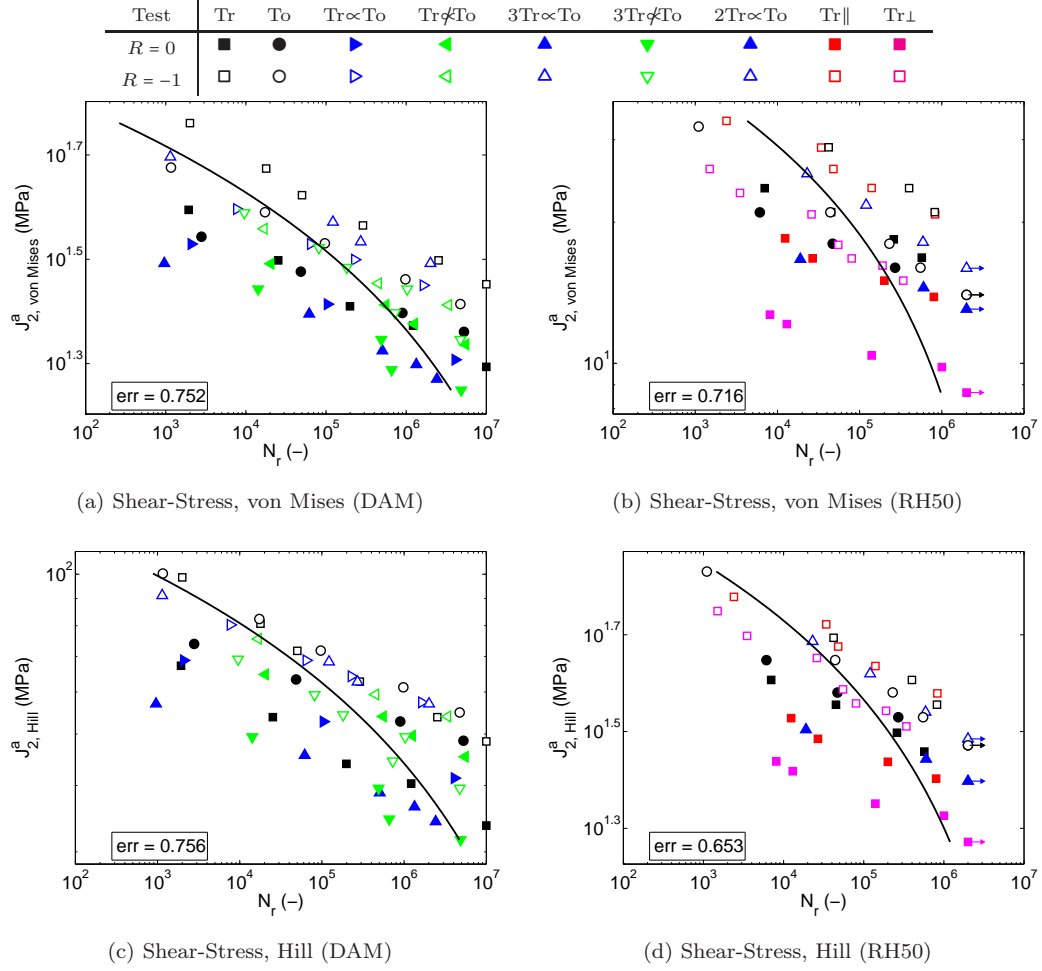 Test Tr To Tr∝To Tr∝̸To 3Tr∝To 3Tr∝̸To 2Tr∝To Tr∥ Tr⊥
R = 0
R = −1
10^1.7
10^1.5
10^1.3
J^a_2, von Mises (MPa)
err = 0.752
10^2 10^3 10^4 10^5 10^6 10^7
N_r (−)
(a) Shear-Stress, von Mises (DAM)
10^1
J^a_2, von Mises (MPa)
err = 0.716
10^2 10^3 10^4 10^5 10^6 10^7
N_r (−)
(b) Shear-Stress, von Mises (RH50)
10^2
J^a_2, Hill (MPa)
err = 0.756
10^2 10^3 10^4 10^5 10^6 10^7
N_r (−)
(c) Shear-Stress, Hill (DAM)
10^1.7
10^1.5
10^1.3
J^a_2, Hill (MPa)
err = 0.653
10^2 10^3 10^4 10^5 10^6 10^7
N_r (−)
(d) Shear-Stress, Hill (RH50)